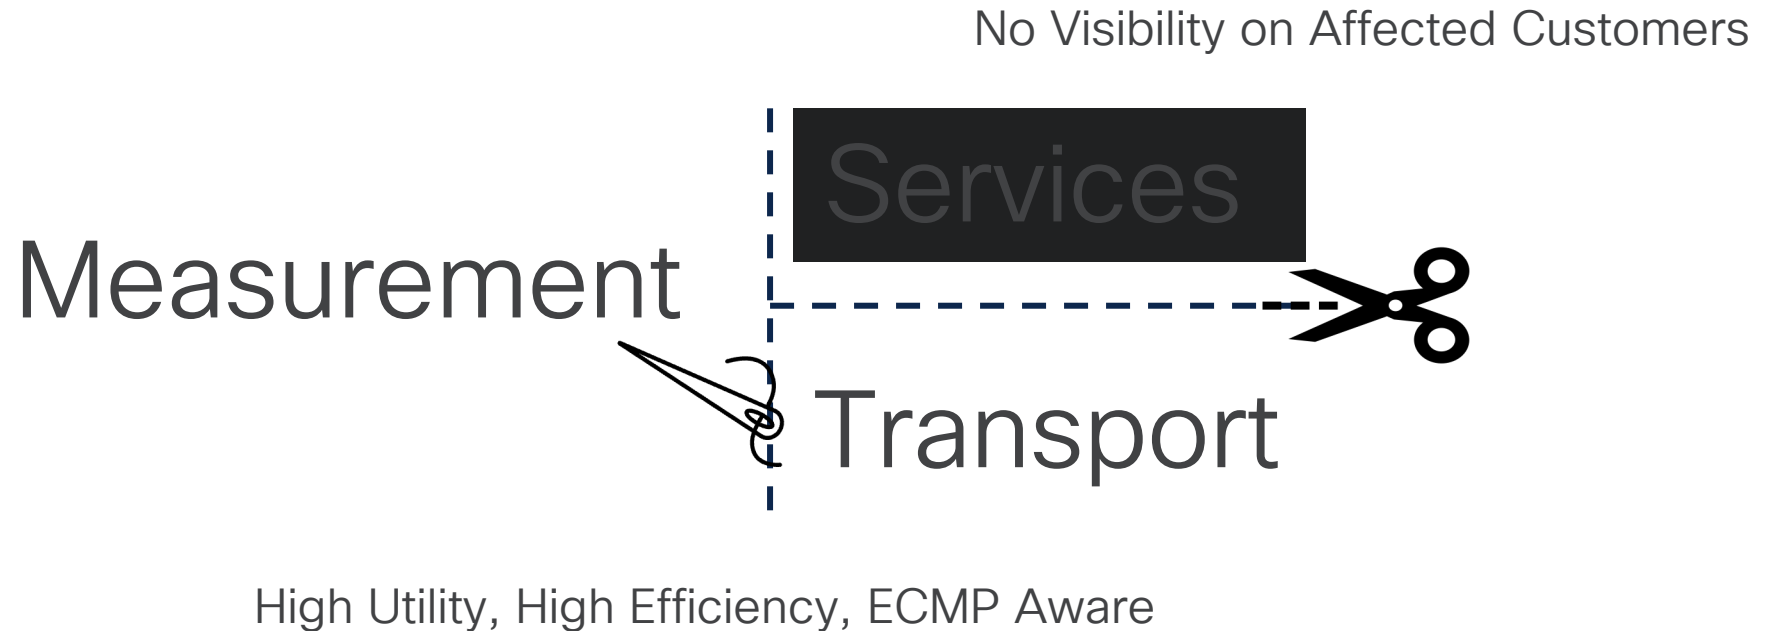 No Visibility on Affected Customers
Services
Measurement
Transport
High Utility, High Efficiency, ECMP Aware